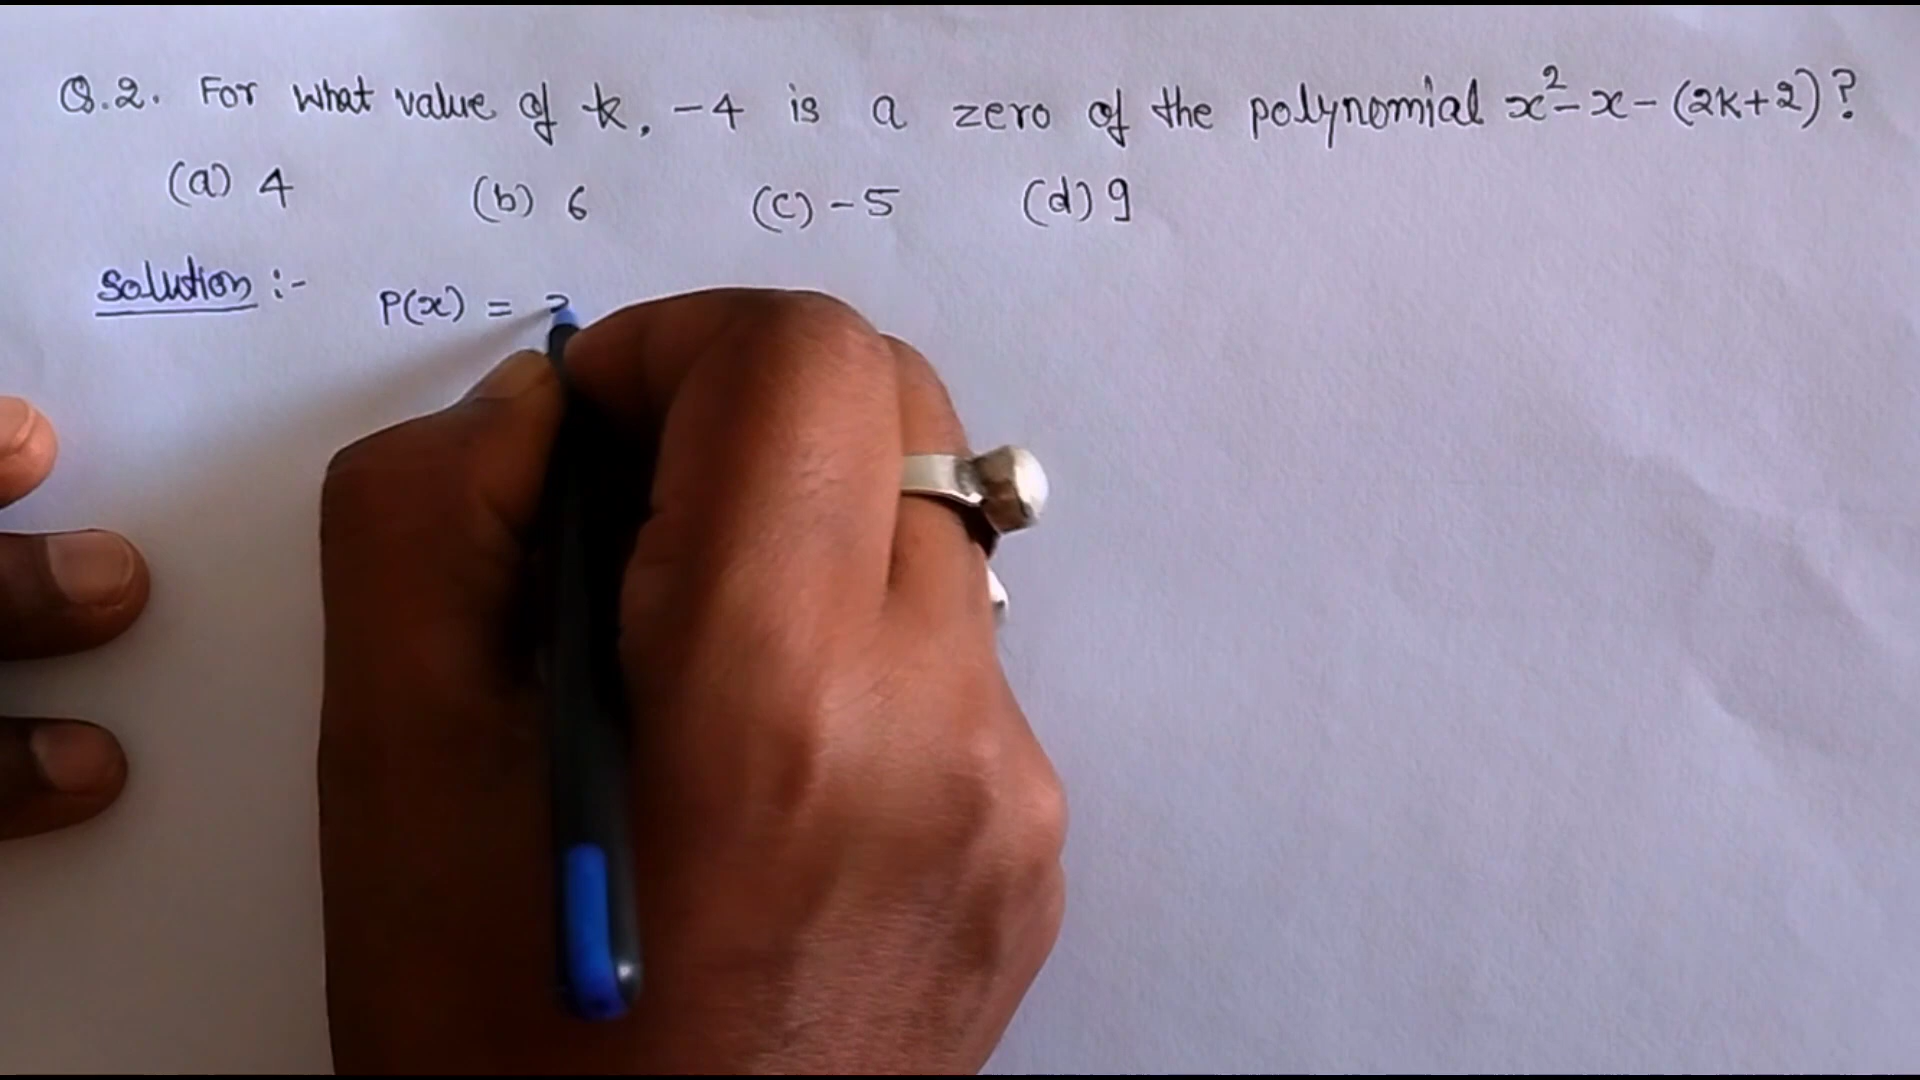 Q.2. For what value of k, -4 is a zero of the polynomial x²-x-(2k+2)?
(a) 4 (b) 6 (c) -5 (d) 9
Solution :- P(x) =